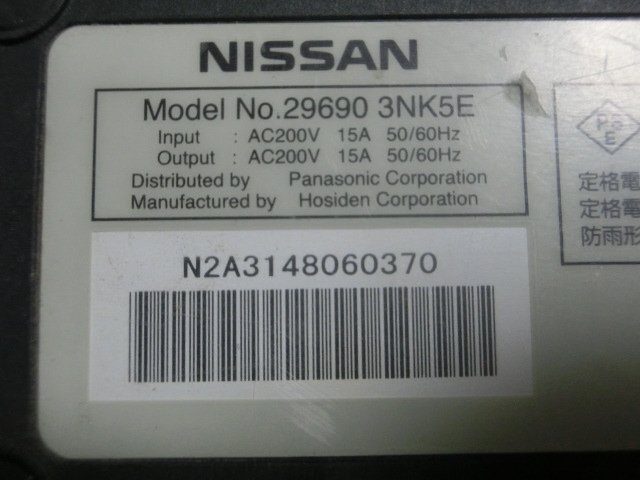 NISSAN
Model No.29690 3NK5E
Input : AC200V 15A 50/60Hz
Output : AC200V 15A 50/60Hz
Distributed by Panasonic Corporation
Manufactured by Hosiden Corporation
N2A3148060370
PS
E
定格電
定格電
防雨形